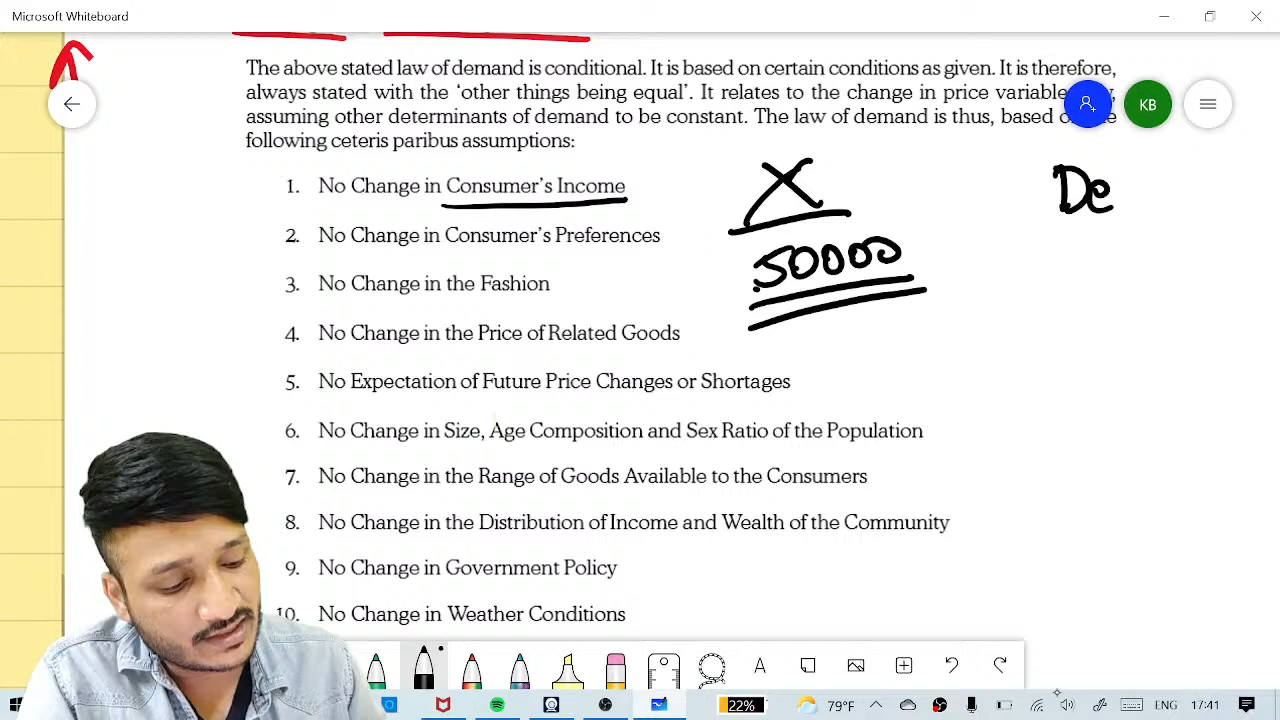 Microsoft Whiteboard
The above stated law of demand is conditional. It is based on certain conditions as given. It is therefore,
always stated with the ‘other things being equal’. It relates to the change in price variable
KB
assuming other determinants of demand to be constant. The law of demand is thus, based
following ceteris paribus assumptions:
1. No Change in Consumer’s Income
X
De
2. No Change in Consumer’s Preferences
50000
3. No Change in the Fashion
4. No Change in the Price of Related Goods
5. No Expectation of Future Price Changes or Shortages
6. No Change in Size, Age Composition and Sex Ratio of the Population
7. No Change in the Range of Goods Available to the Consumers
8. No Change in the Distribution of Income and Wealth of the Community
9. No Change in Government Policy
10. No Change in Weather Conditions
A
22%
79°F
ENG
17:41